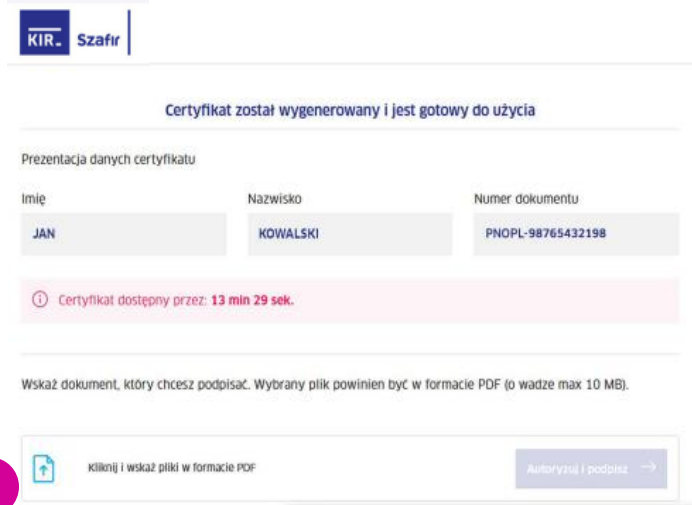 KIR. Szafir
Certyfikat został wygenerowany i jest gotowy do użycia
Prezentacja danych certyfikatu
Imię Nazwisko Numer dokumentu
JAN KOWALSKI PNOPL-98765432198
Certyfikat dostępny przez: 13 min 29 sek.
Wskaż dokument, który chcesz podpisać. Wybrany plik powinien być w formacie PDF (o wadze max 10 MB).
Kliknij i wskaż pliki w formacie PDF Autoryzuj i podpisz